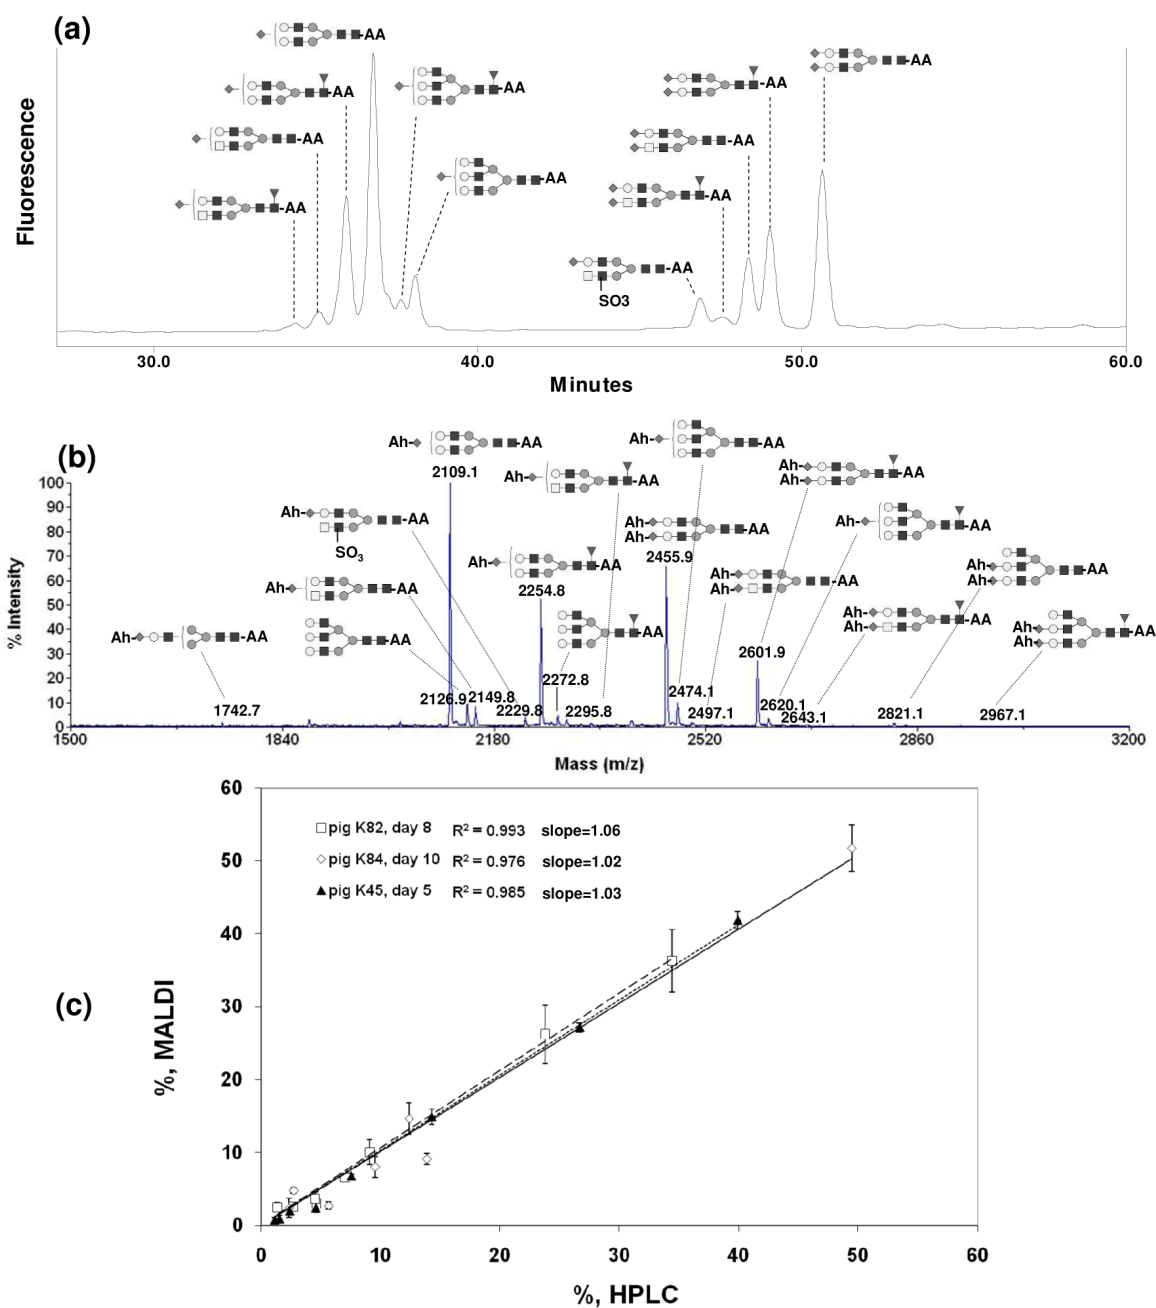 (a)
-AA
-AA
-AA
-AA
-AA
-AA
-AA
-AA
-AA
-AA
-AA
-AA
SO3
Fluorescence
30.0 40.0 50.0 60.0
Minutes
(b)
Ah- -AA
2109.1
Ah- -AA
Ah- -AA
Ah- -AA
Ah-
Ah- -AA
Ah- -AA
SO3
Ah-
Ah- -AA
2455.9
Ah- -AA
Ah- -AA
2254.8
Ah-
Ah- -AA
Ah-
Ah- -AA
Ah- -AA
-AA
-AA
Ah-
Ah- -AA
Ah-
Ah- -AA
Ah- -AA
2601.9
2272.8
2126.9 2149.8
2229.8 2295.8
2474.1
2497.1
2620.1
2643.1
1742.7
2821.1
2967.1
% Intensity
100
90
80
70
60
50
40
30
20
10
0
1500 1840 2180 2520 2860 3200
Mass (m/z)
(c)
pig K82, day 8 R2 = 0.993 slope=1.06
pig K84, day 10 R2 = 0.976 slope=1.02
pig K45, day 5 R2 = 0.985 slope=1.03
%, MALDI
60
50
40
30
20
10
0
0 10 20 30 40 50 60
%, HPLC